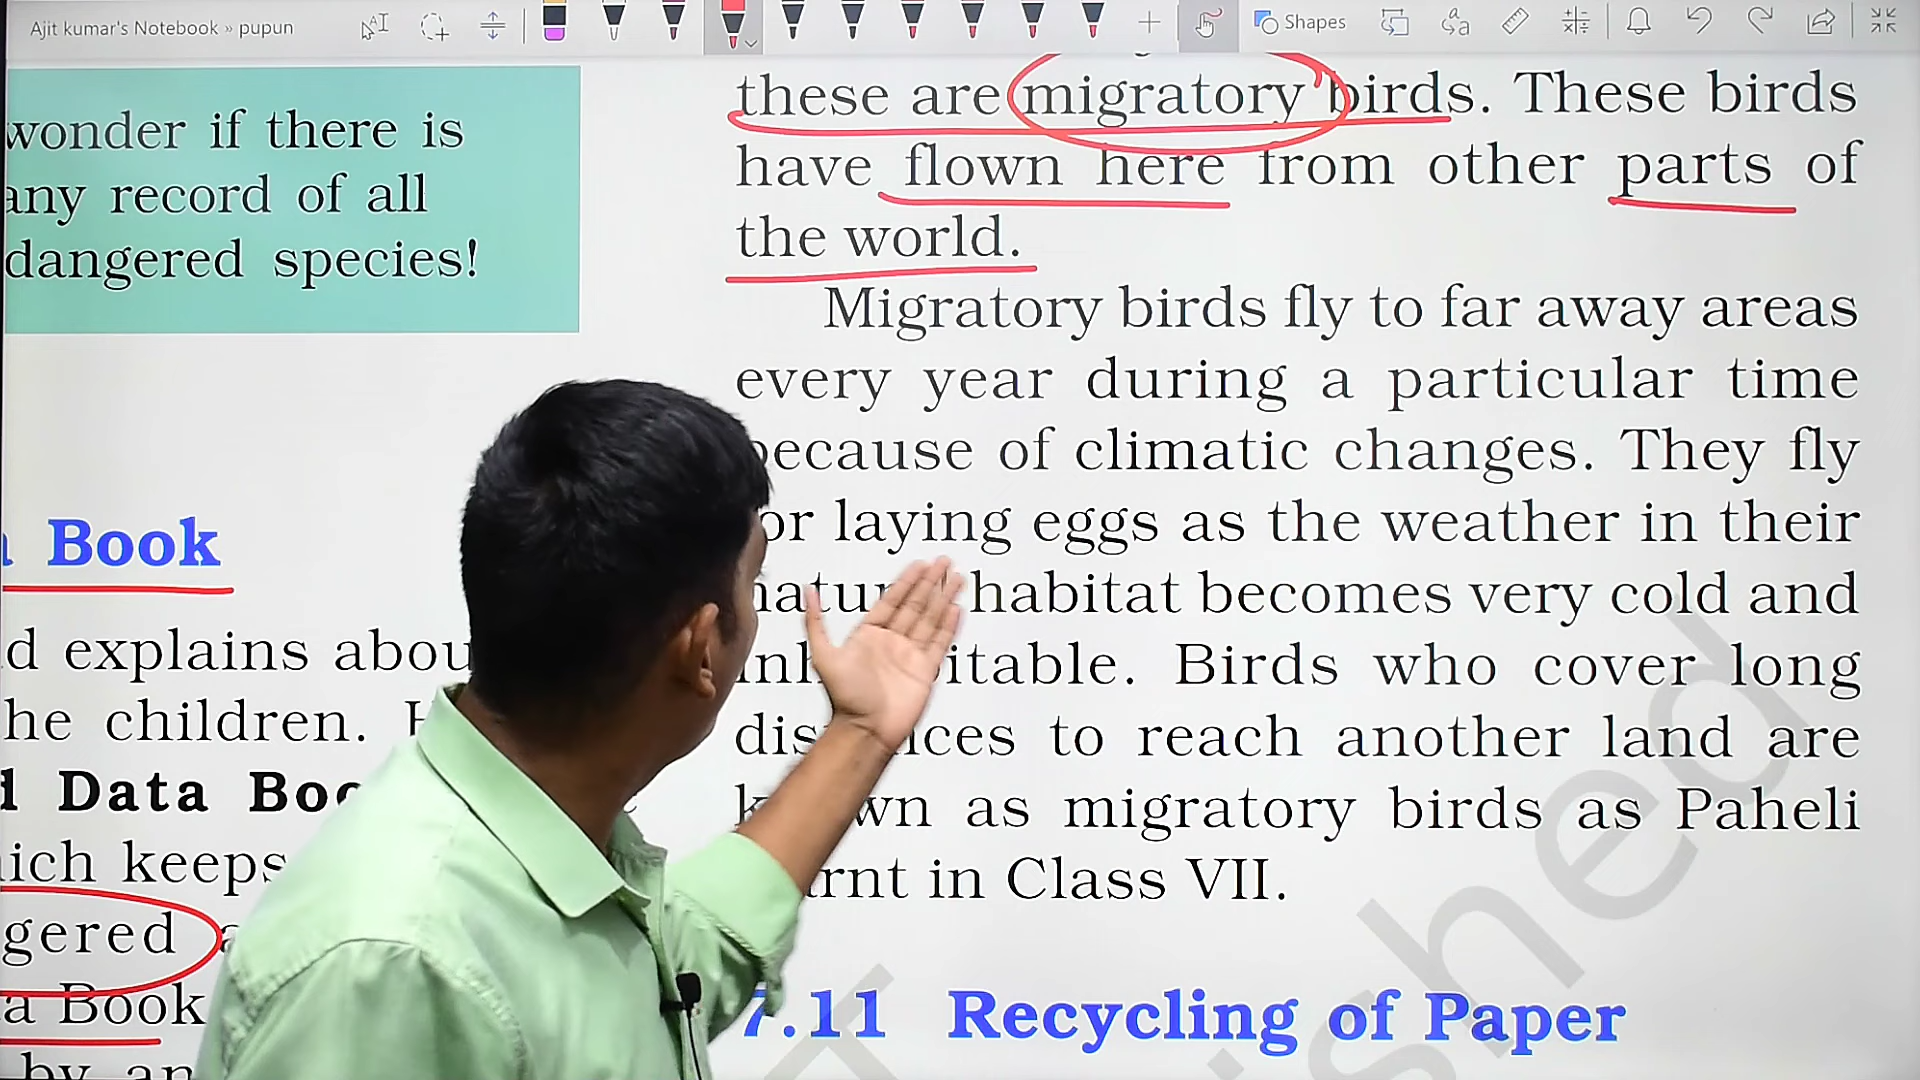 Ajit kumar's Notebook » pupun
Shapes
wonder if there is
any record of all
dangered species!
Book
d explains abou
he children.
Data Boo
ich keeps
gered
a Book
by an
these are migratory birds. These birds
have flown here from other parts of
the world.
Migratory birds fly to far away areas
every year during a particular time
because of climatic changes. They fly
or laying eggs as the weather in their
habitat becomes very cold and
itable. Birds who cover long
to reach another land are
as migratory birds as Paheli
rnt in Class VII.
7.11 Recycling of Paper
shed